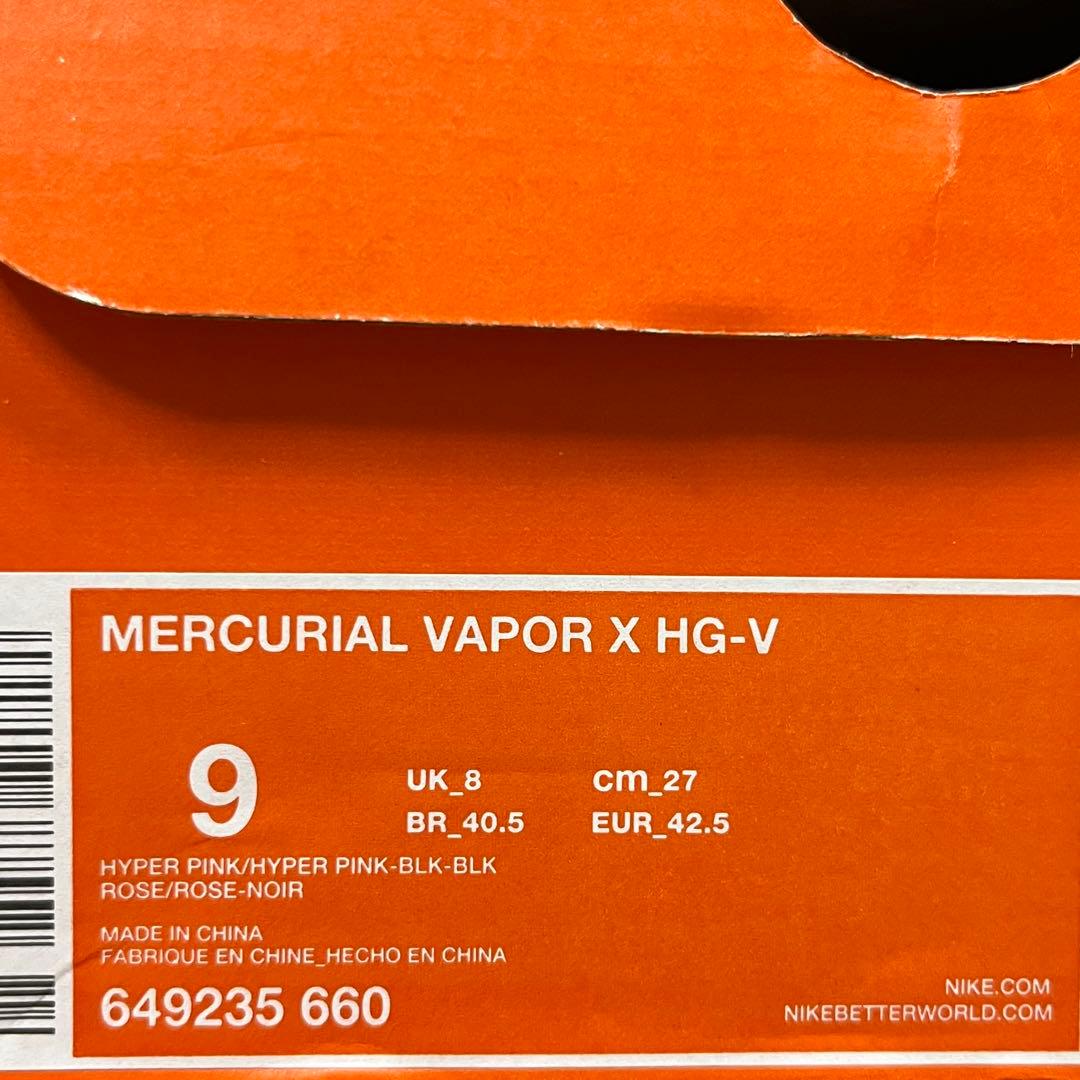 MERCURIAL VAPOR X HG-V
9
UK_8 cm_27
BR_40.5 EUR_42.5
HYPER PINK/HYPER PINK-BLK-BLK
ROSE/ROSE-NOIR
MADE IN CHINA
FABRIQUE EN CHINE_HECHO EN CHINA
649235 660
NIKE.COM
NIKEBETTERWORLD.COM